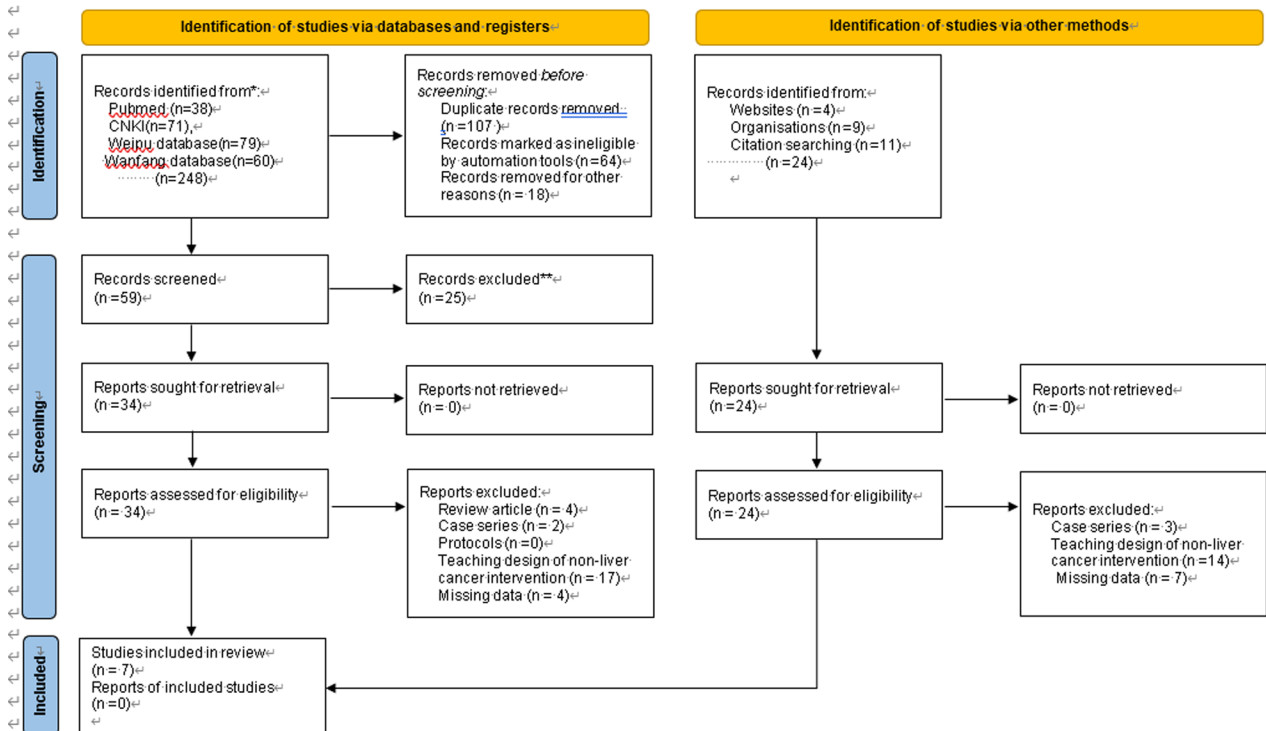 Identification of studies via databases and registers
Identification of studies via other methods
Identification
Records identified from*:
Pubmed (n=38)
CNKI(n=71),
Weipu database(n=79)
Wanfang database(n=60)
(n=248)
Records removed before
screening:
Duplicate records removed
(n =107 )
Records marked as ineligible
by automation tools (n=64)
Records removed for other
reasons (n = 18)
Records identified from:
Websites (n =4)
Organisations (n=9)
Citation searching (n=11)
(n=24)
Screening
Records screened
(n =59)
Records excluded**
(n =25)
Reports sought for retrieval
(n =34)
Reports not retrieved
(n = 0)
Reports sought for retrieval
(n =24)
Reports not retrieved
(n = 0)
Reports assessed for eligibility
(n = 34)
Reports excluded:
Review article (n = 4)
Case series (n = 2)
Protocols (n =0)
Teaching design of non-liver
cancer intervention (n = 17)
Missing data (n = 4)
Reports assessed for eligibility
(n = 24)
Reports excluded:
Case series (n = 3)
Teaching design of non-liver
cancer intervention (n =14)
Missing data (n = 7)
Included
Studies included in review
(n = 7)
Reports of included studies
(n =0)